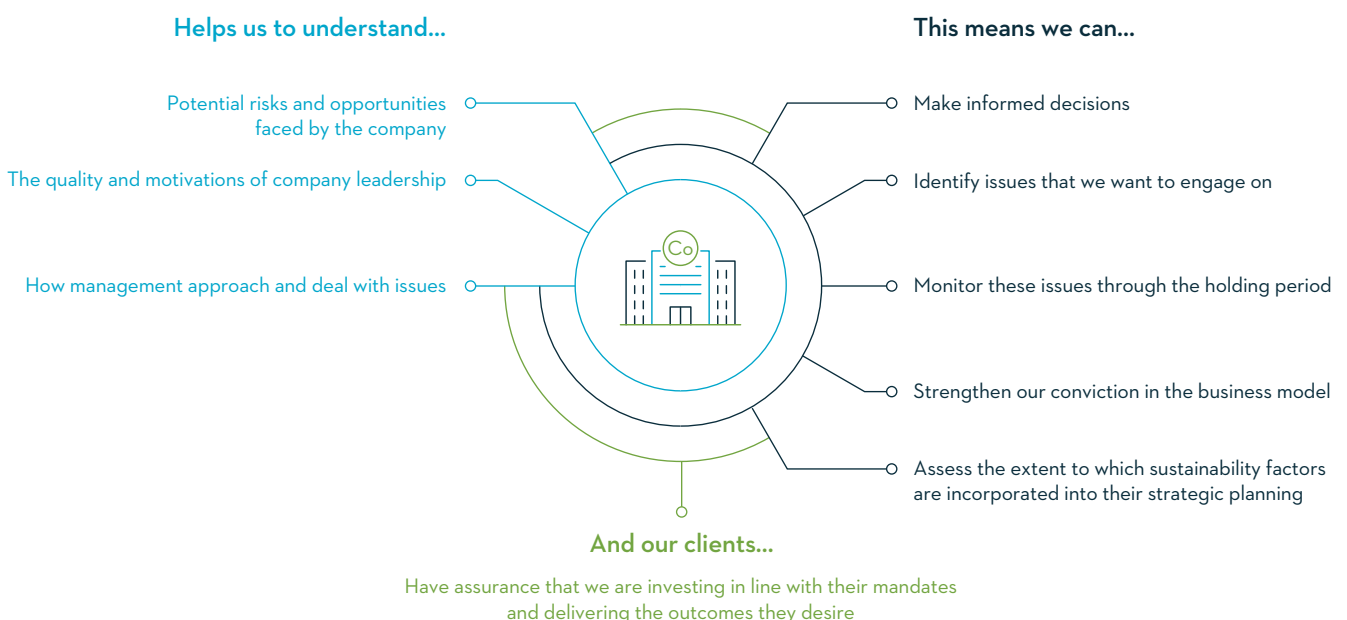 Helps us to understand...
Potential risks and opportunities
faced by the company
The quality and motivations of company leadership
How management approach and deal with issues
Co
This means we can...
Make informed decisions
Identify issues that we want to engage on
Monitor these issues through the holding period
Strengthen our conviction in the business model
Assess the extent to which sustainability factors
are incorporated into their strategic planning
And our clients...
Have assurance that we are investing in line with their mandates
and delivering the outcomes they desire